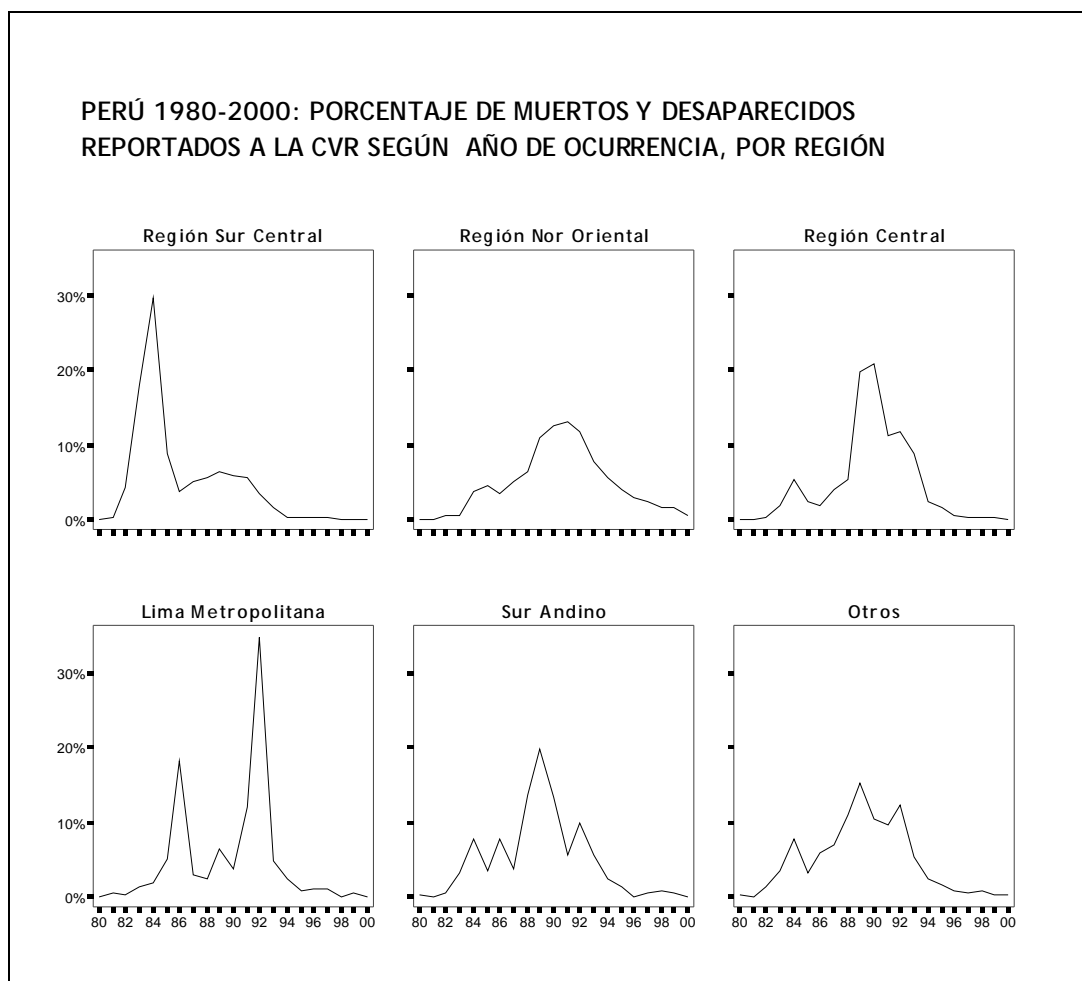 PERÚ 1980-2000: PORCENTAJE DE MUERTOS Y DESAPARECIDOS
REPORTADOS A LA CVR SEGÚN AÑO DE OCURRENCIA, POR REGIÓN
Región Sur Central
Región Nor Oriental
Región Central
30%
20%
10%
0%
Lima Metropolitana
Sur Andino
Otros
30%
20%
10%
0%
80 82 84 86 88 90 92 94 96 98 00
80 82 84 86 88 90 92 94 96 98 00
80 82 84 86 88 90 92 94 96 98 00